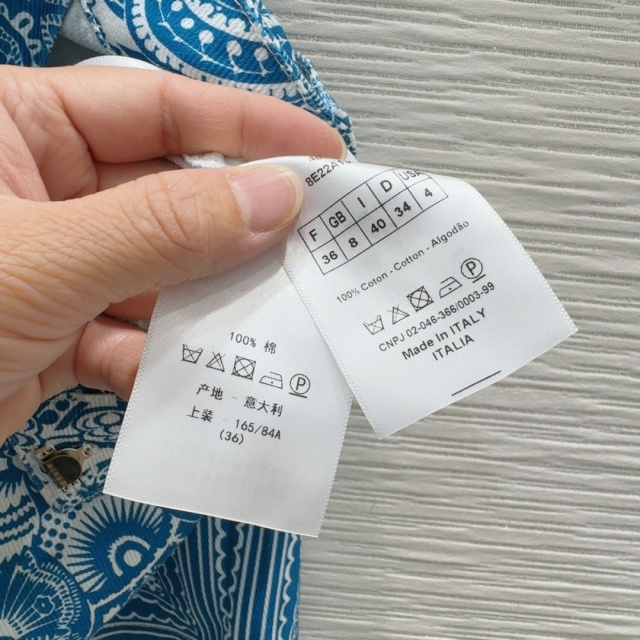 8E22A
F GB I D USA
36 8 40 34 4
100% Coton - Cotton - Algodão
CNPJ 02-046-366/0003-99
Made in ITALY
ITALIA
100% 棉
P
产地 - 意大利
上装 - 165/84A
(36)